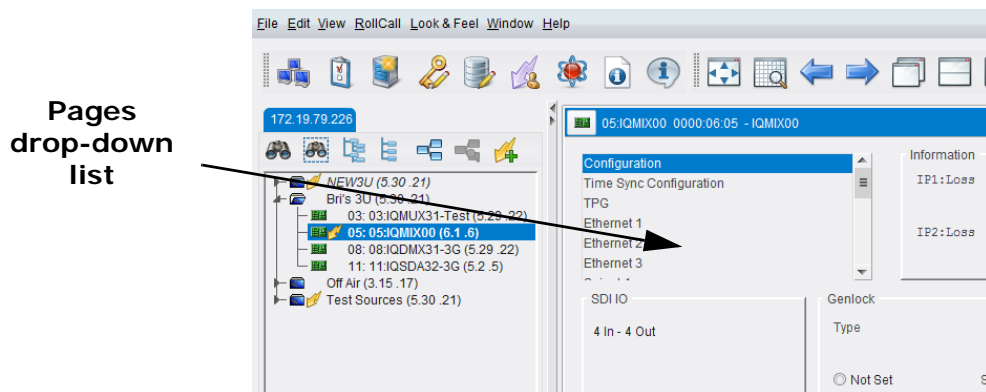 File Edit View RollCall Look & Feel Window Help
Pages
drop-down
list
172.19.79.226
NEW3U (5.30 .21)
Bri's 3U (5.30 .21)
03: 03:IQMUX31-Test (5.29 .22)
05: 05:IQMIX00 (6.1 .6)
08: 08:IQDMX31-3G (5.29 .22)
11: 11:IQSDA32-3G (5.2 .5)
Off Air (3.15 .17)
Test Sources (5.30 .21)
05:IQMIX00 0000:06:05 - IQMIX00
Configuration
Time Sync Configuration
TPG
Ethernet 1
Ethernet 2
Ethernet 3
Information
IP1:Loss
IP2:Loss
SDI IO
4 In - 4 Out
Genlock
Type
Not Set